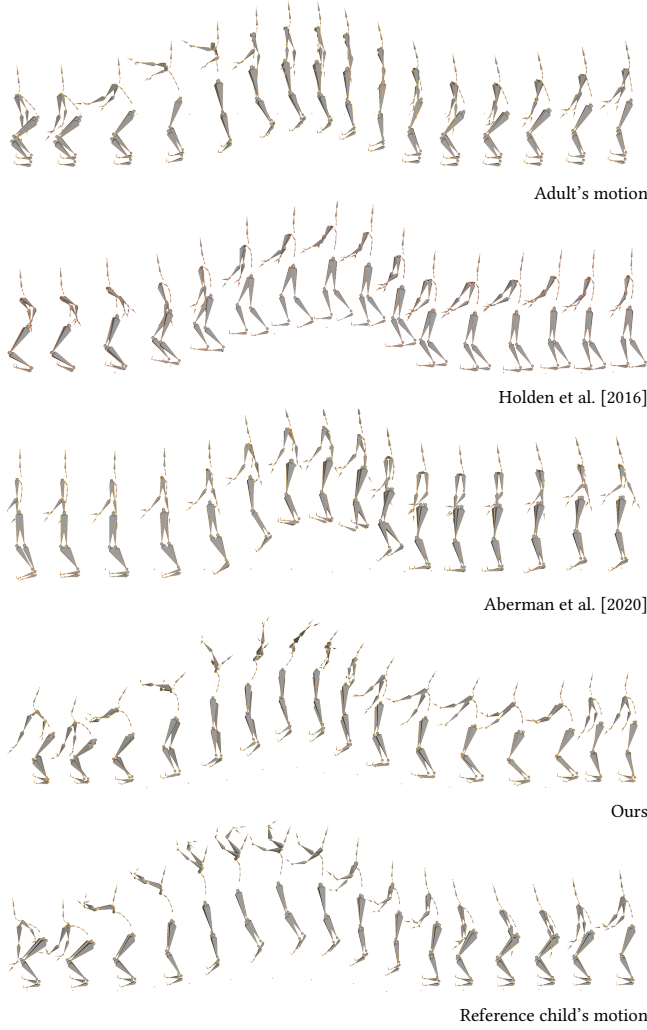 Adult's motion
Holden et al. [2016]
Aberman et al. [2020]
Ours
Reference child's motion